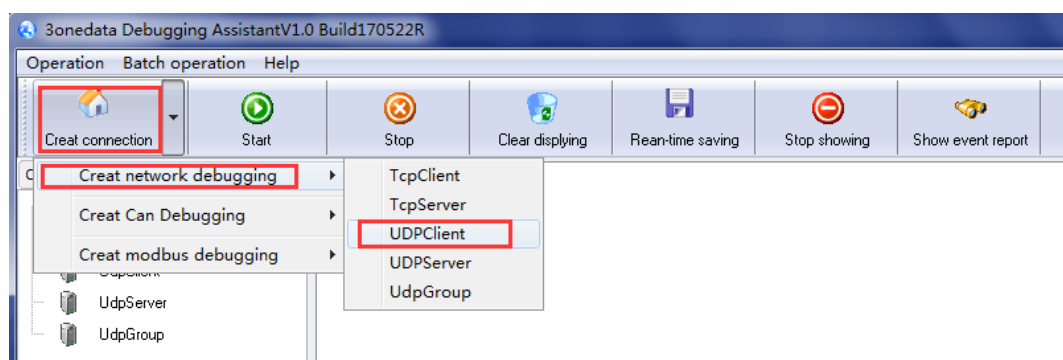 3onedata Debugging AssistantV1.0 Build170522R
Operation Batch operation Help
Creat connection Start Stop Clear displying Rean-time saving Stop showing Show event report
Creat network debugging TcpClient
TcpServer
Creat Can Debugging
UDPClient
Creat modbus debugging UDPServer
UdpGroup
UdpServer
UdpGroup